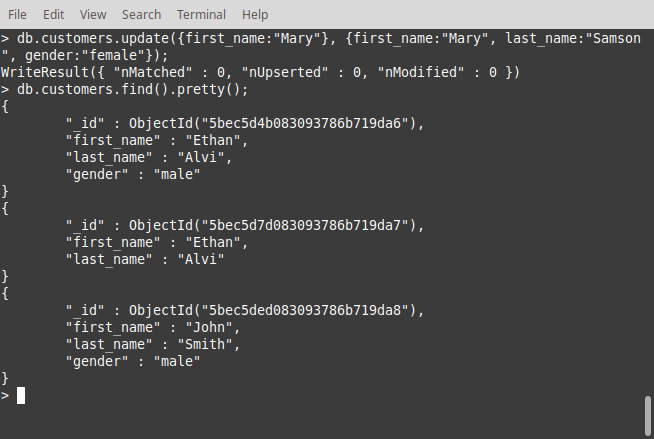 File Edit View Search Terminal Help
> db.customers.update({first_name:"Mary"}, {first_name:"Mary", last_name:"Samson
", gender:"female"});
WriteResult({ "nMatched" : 0, "nUpserted" : 0, "nModified" : 0 })
> db.customers.find().pretty();
{
        "_id" : ObjectId("5bec5d4b083093786b719da6"),
        "first_name" : "Ethan",
        "last_name" : "Alvi",
        "gender" : "male"
}
{
        "_id" : ObjectId("5bec5d7d083093786b719da7"),
        "first_name" : "Ethan",
        "last_name" : "Alvi"
}
{
        "_id" : ObjectId("5bec5ded083093786b719da8"),
        "first_name" : "John",
        "last_name" : "Smith",
        "gender" : "male"
}
>